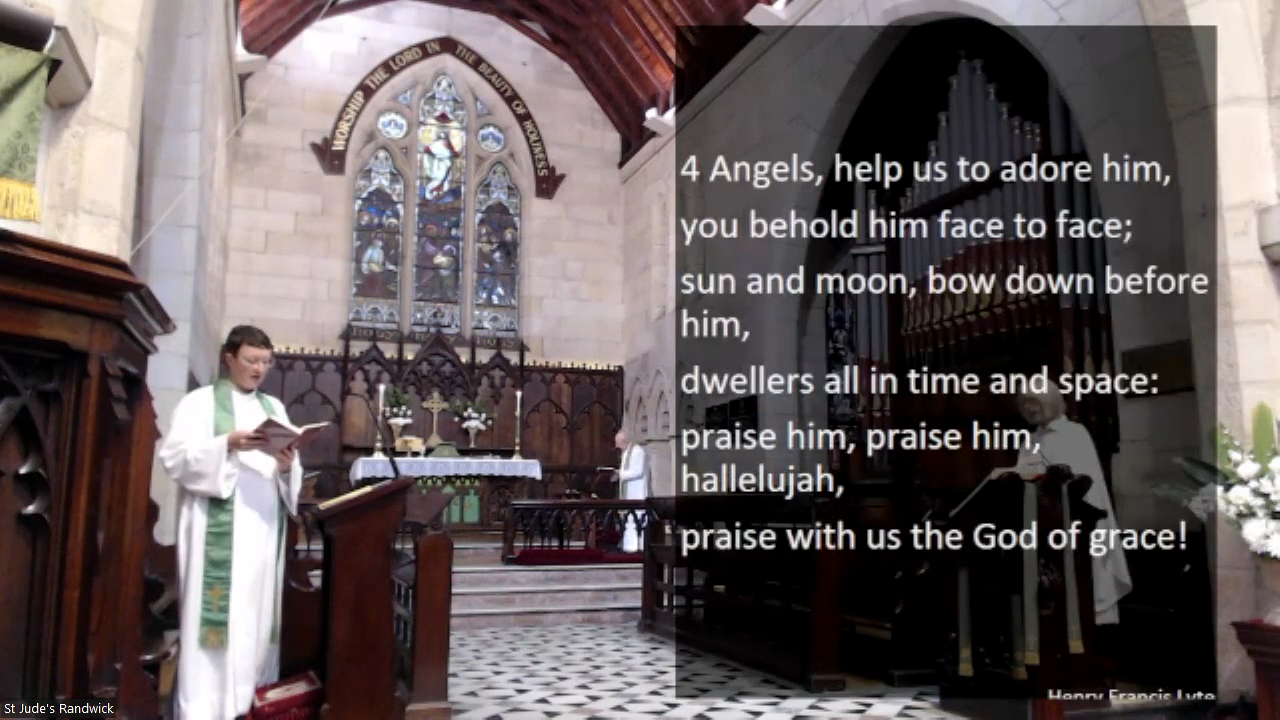 WORSHIP THE LORD IN THE BEAUTY OF HOLINESS
4 Angels, help us to adore him,
you behold him face to face;
sun and moon, bow down before
him,
dwellers all in time and space:
praise him, praise him,
hallelujah,
praise with us the God of grace!
Henry Francis Lyte
St Jude's Randwick